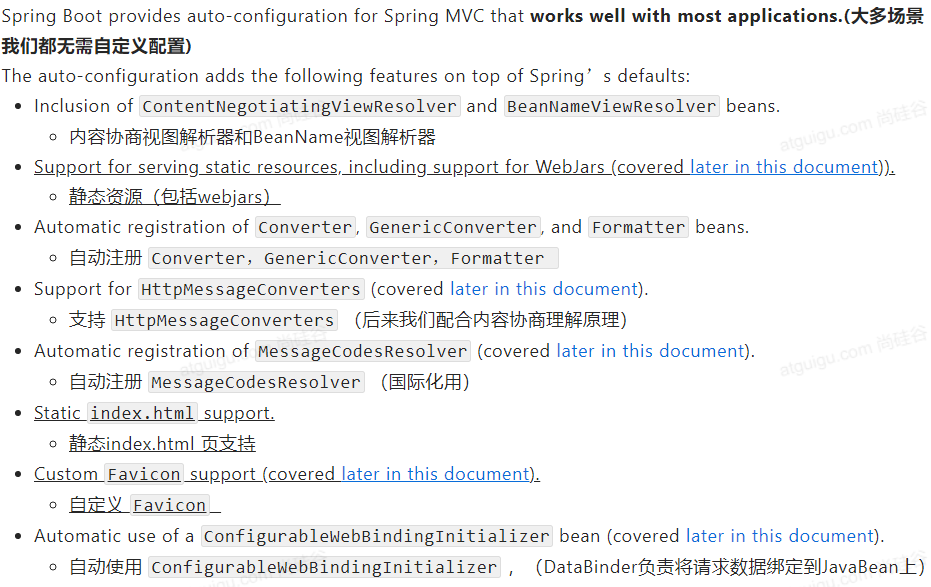 Spring Boot provides auto-configuration for Spring MVC that works well with most applications.(大多场景
我们都无需自定义配置)
The auto-configuration adds the following features on top of Spring’s defaults:
• Inclusion of ContentNegotiatingViewResolver and BeanNameViewResolver beans.
○ 内容协商视图解析器和BeanName视图解析器
• Support for serving static resources, including support for WebJars (covered later in this document)).
○ 静态资源（包括webjars）
• Automatic registration of Converter, GenericConverter, and Formatter beans.
○ 自动注册 Converter，GenericConverter，Formatter
• Support for HttpMessageConverters (covered later in this document).
○ 支持 HttpMessageConverters （后来我们配合内容协商理解原理）
• Automatic registration of MessageCodesResolver (covered later in this document).
○ 自动注册 MessageCodesResolver （国际化用）
• Static index.html support.
○ 静态index.html 页支持
• Custom Favicon support (covered later in this document).
○ 自定义 Favicon
• Automatic use of a ConfigurableWebBindingInitializer bean (covered later in this document).
○ 自动使用 ConfigurableWebBindingInitializer ，（DataBinder负责将请求数据绑定到JavaBean上）
atguigu.com 尚硅谷
atguigu.com 尚硅谷